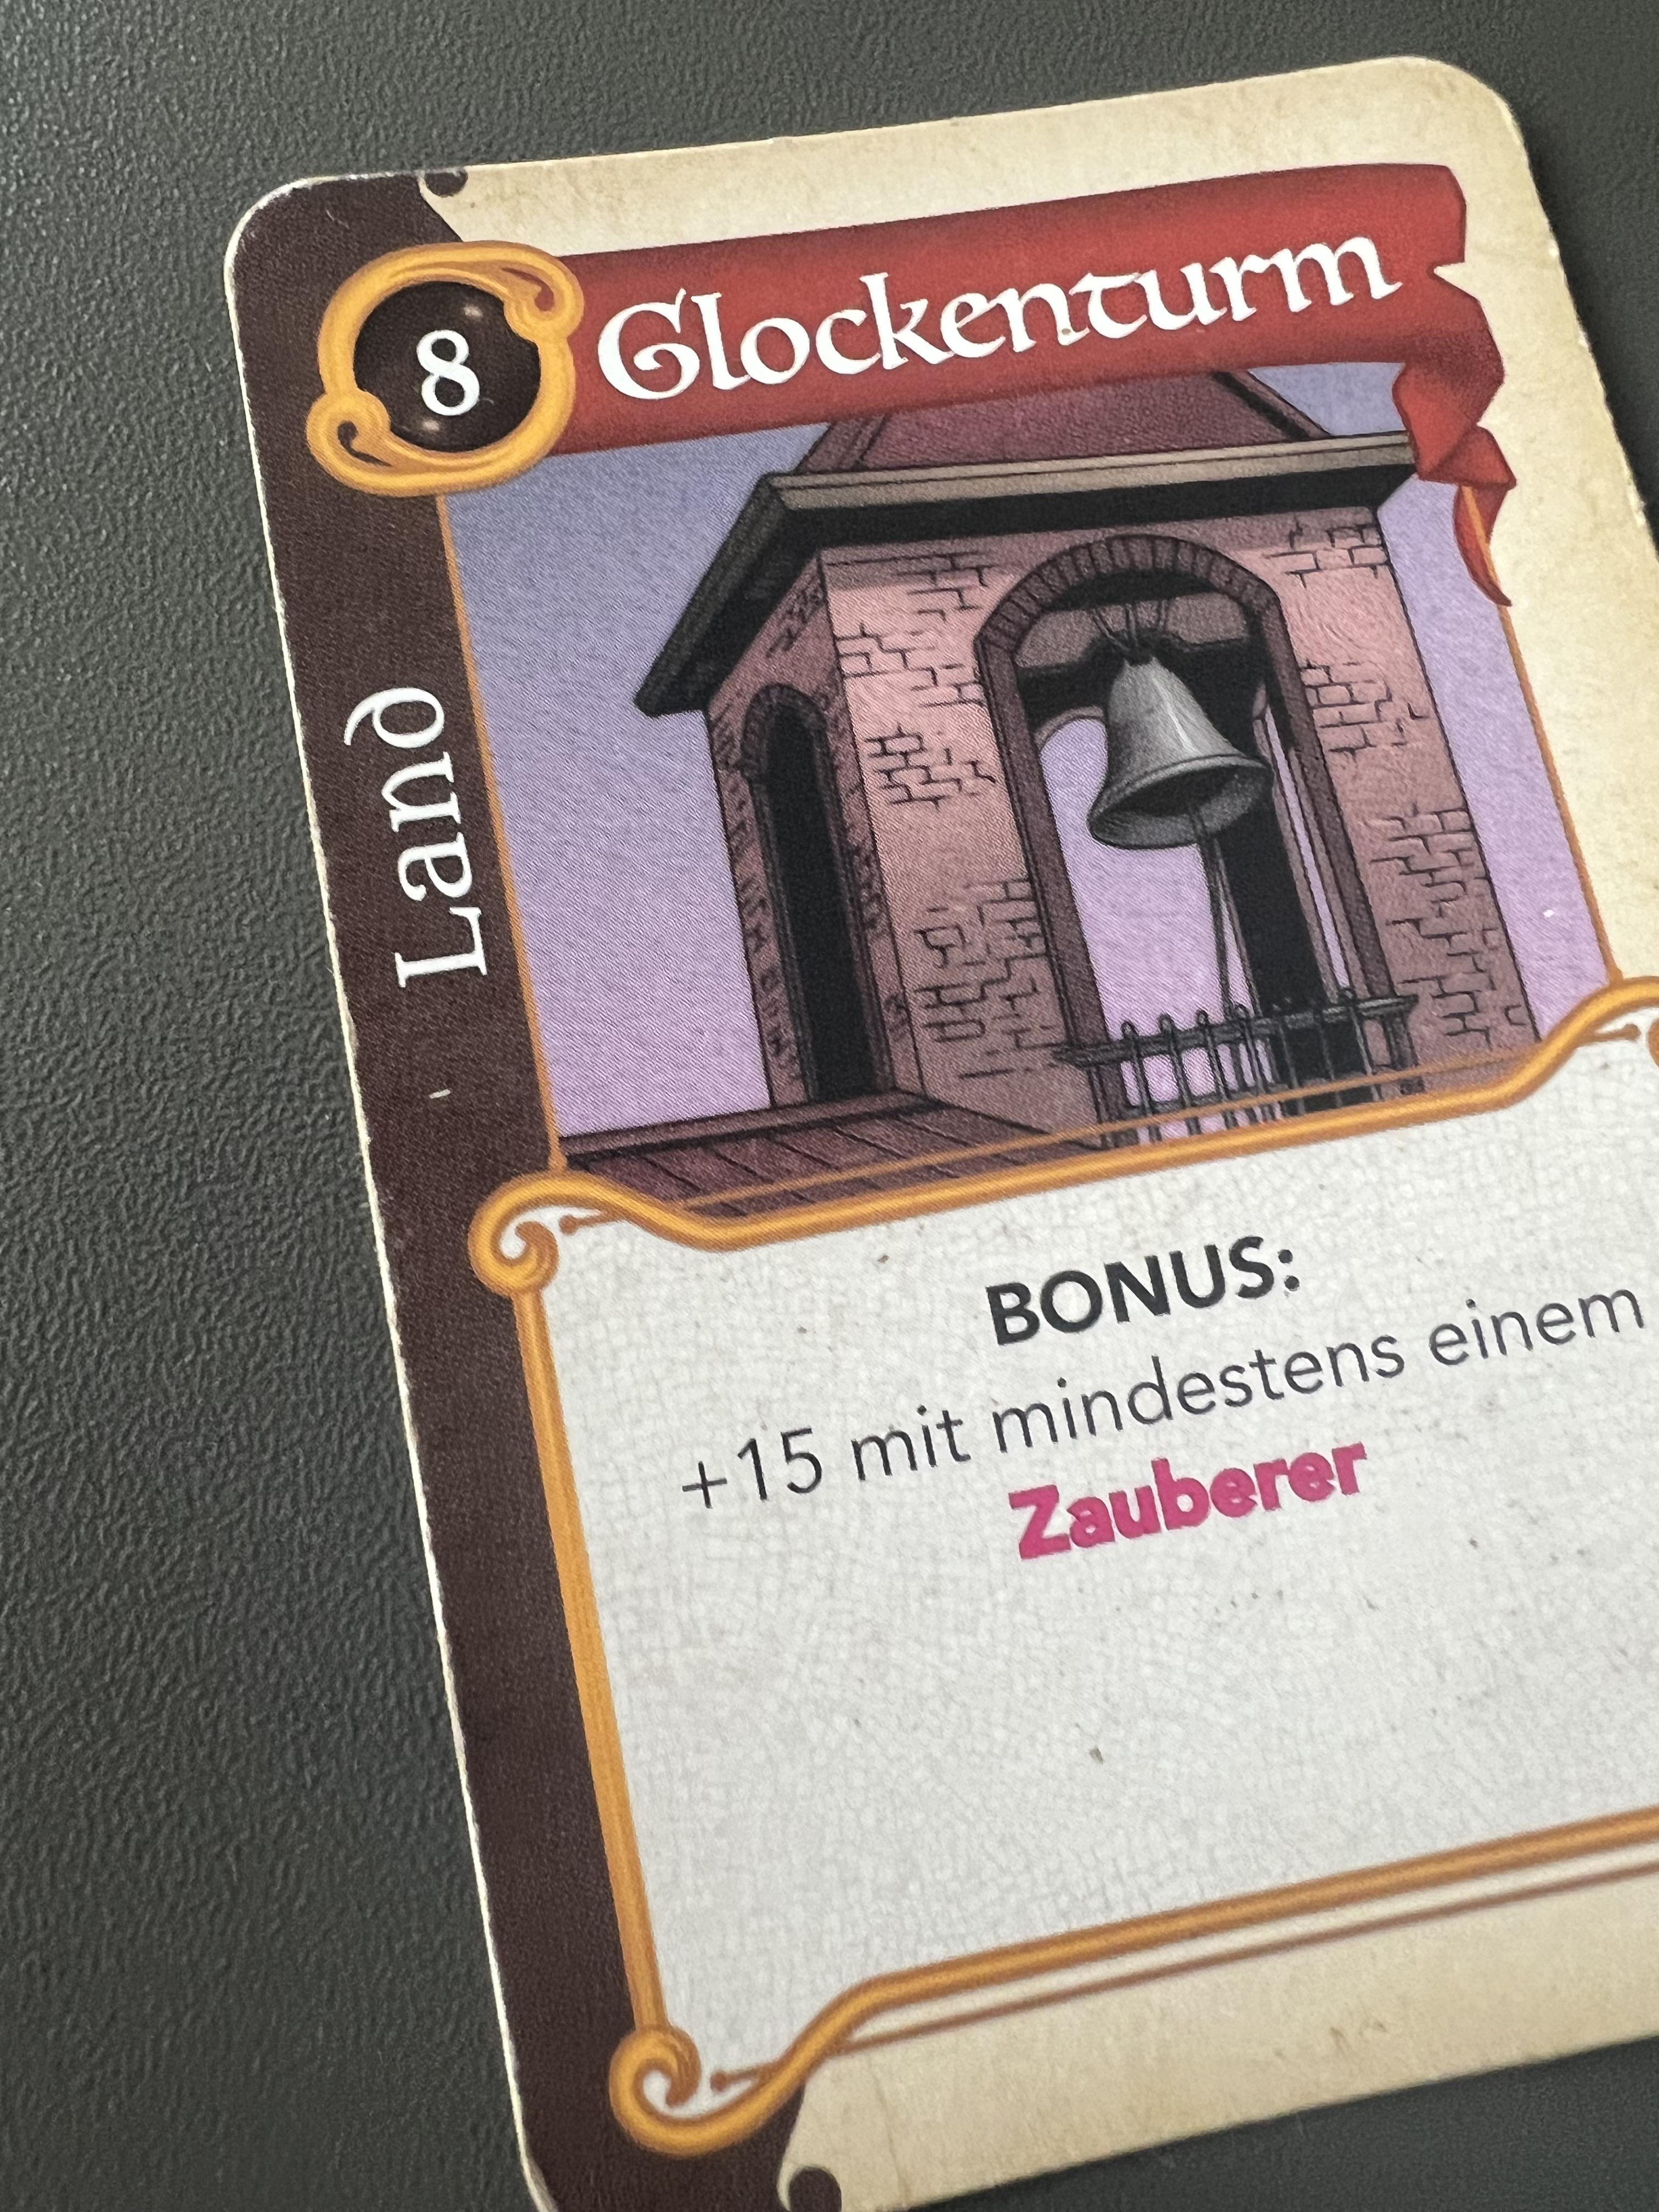 8
Glockenturm
Land
BONUS:
+15 mit mindestens einem
Zauberer